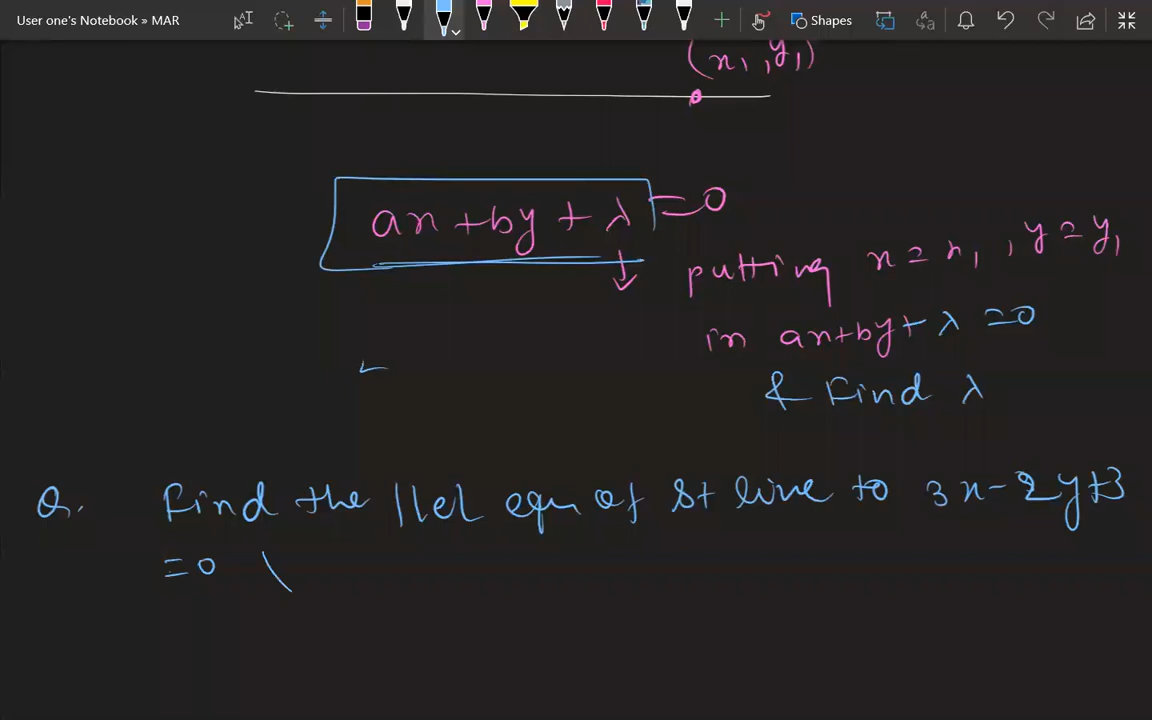 User one's Notebook » MAR
Shapes
(x₁, y₁)
ax + by + λ = 0
putting x = x₁, y = y₁
in ax + by + λ = 0
& Find λ
Q. Find the ||el equn of st line to 3x - 2y + 3
= 0